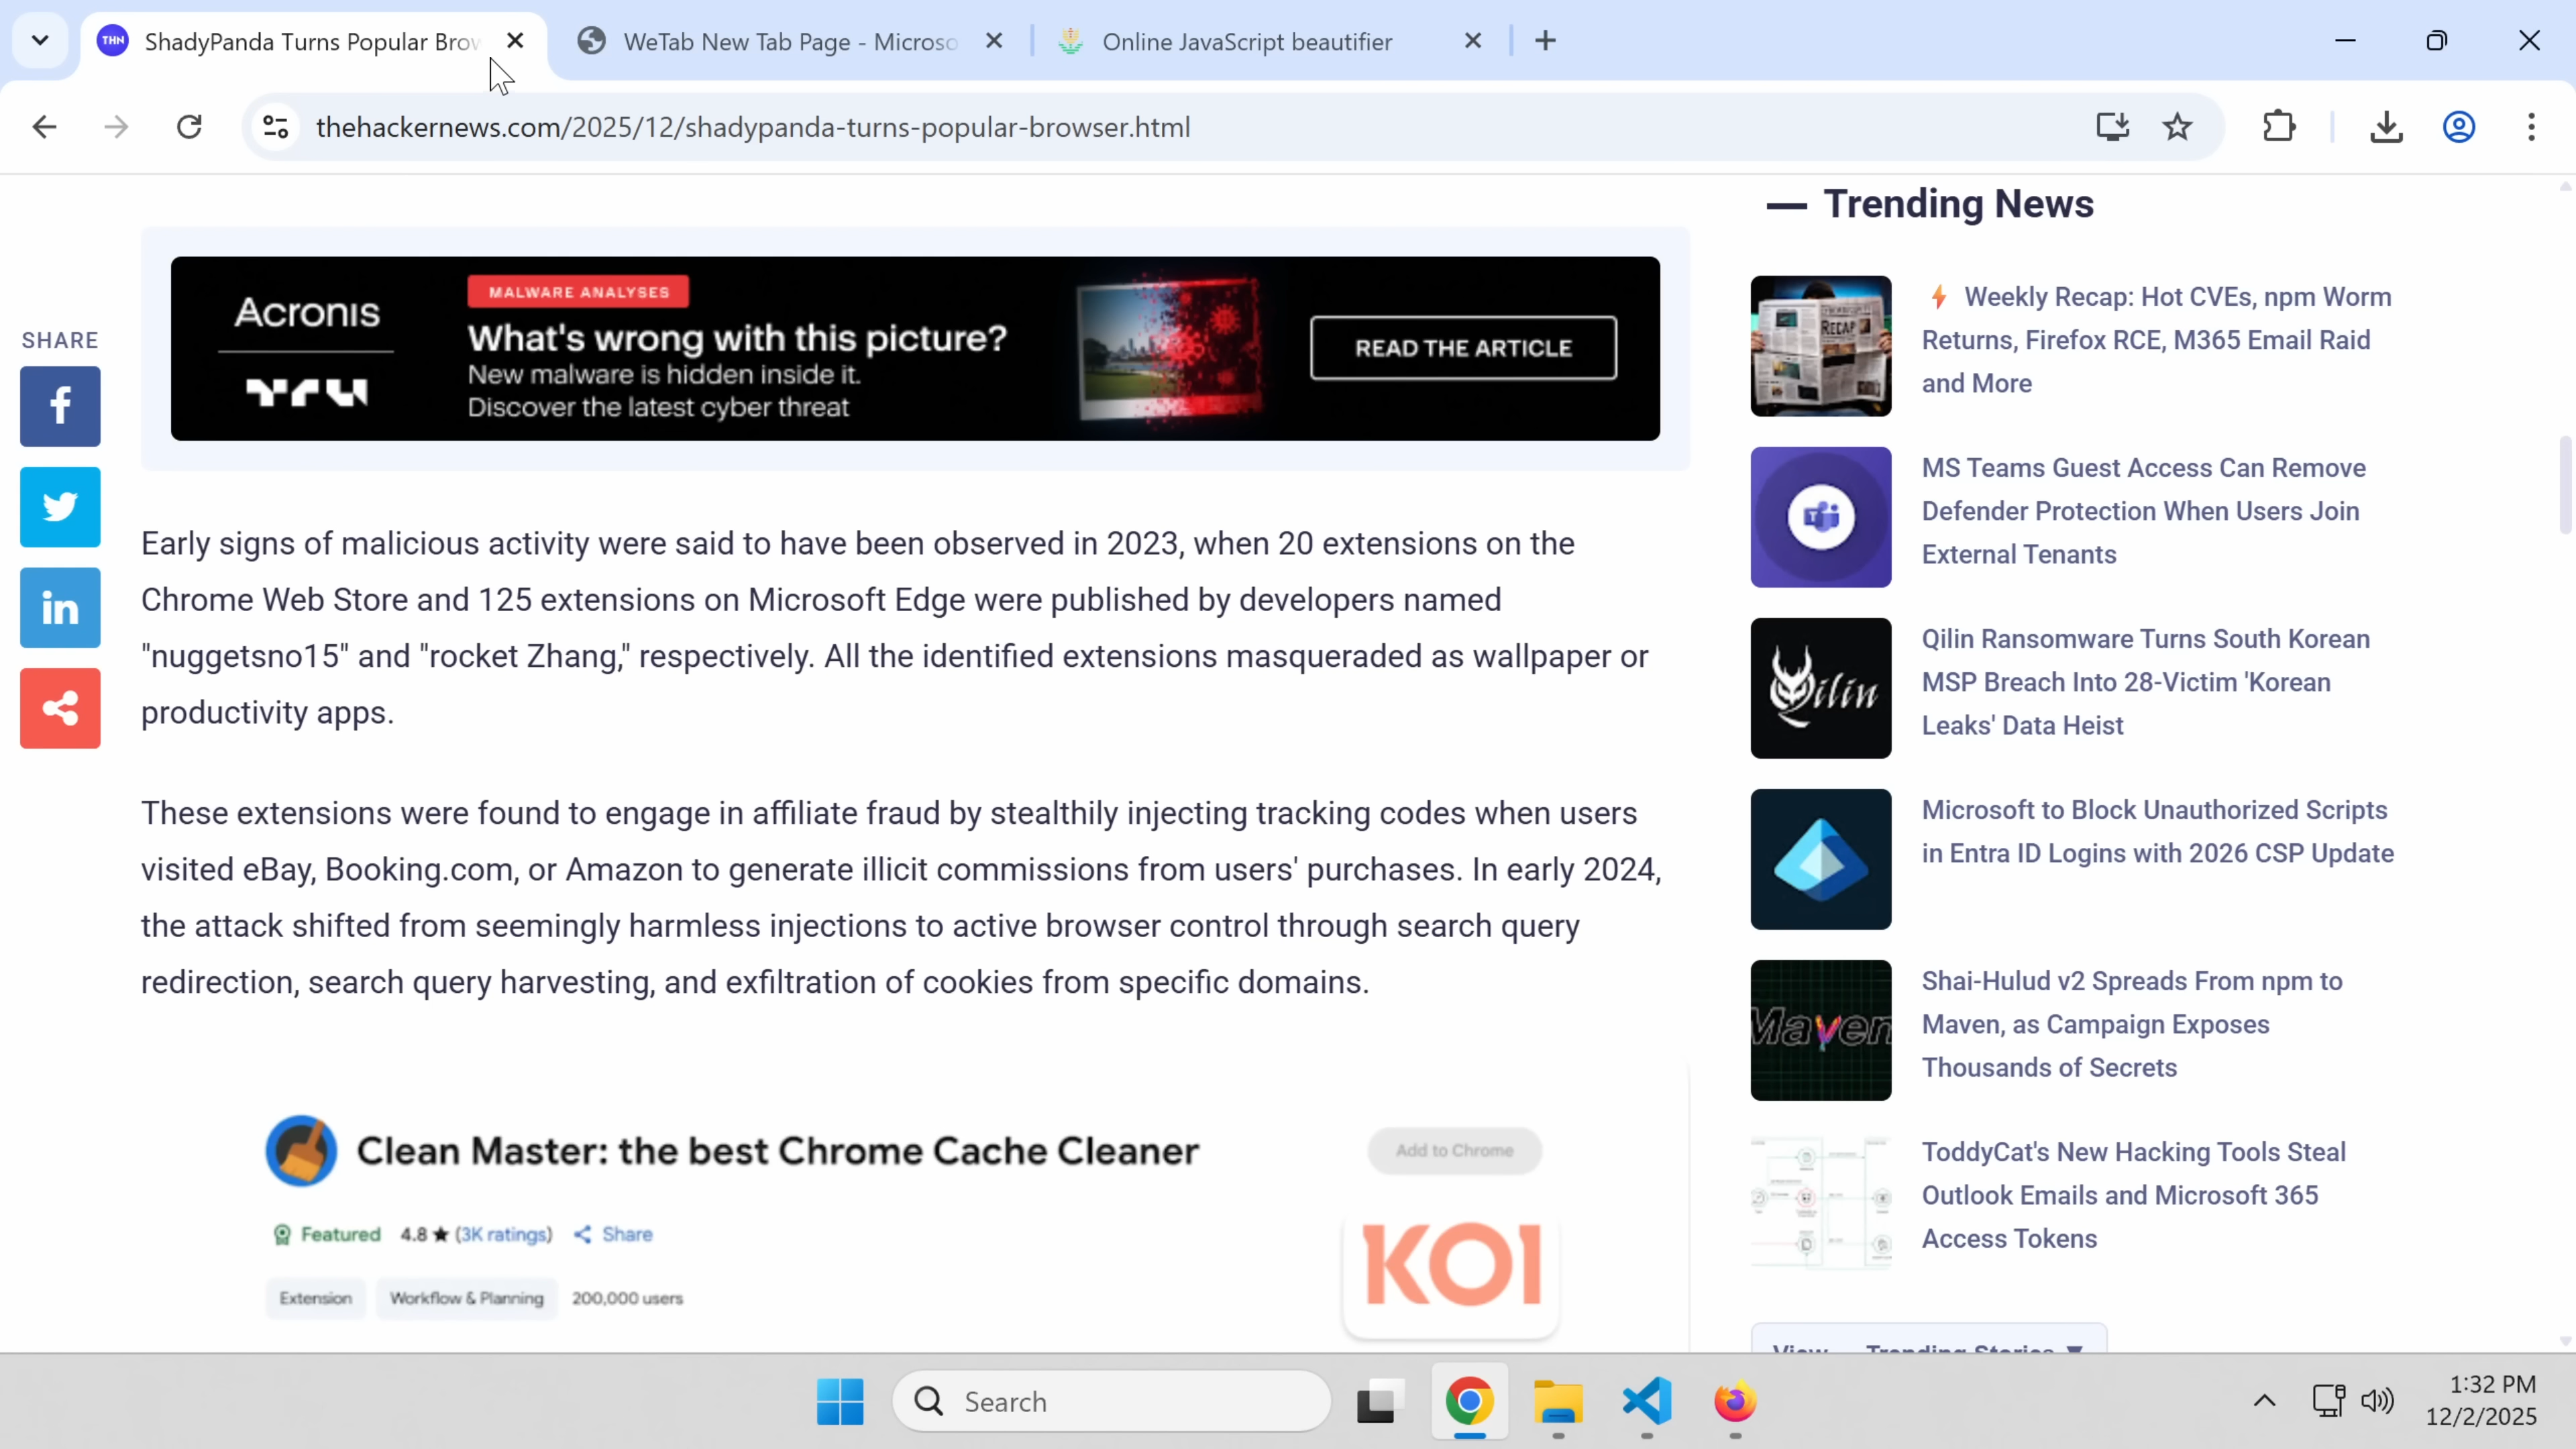 THN
ShadyPanda Turns Popular Brow
WeTab New Tab Page - Microso
Online JavaScript beautifier
thehackernews.com/2025/12/shadypanda-turns-popular-browser.html
SHARE
Acronis
TRU
MALWARE ANALYSES
What's wrong with this picture?
New malware is hidden inside it.
Discover the latest cyber threat
READ THE ARTICLE
Early signs of malicious activity were said to have been observed in 2023, when 20 extensions on the
Chrome Web Store and 125 extensions on Microsoft Edge were published by developers named
"nuggetsno15" and "rocket Zhang," respectively. All the identified extensions masqueraded as wallpaper or
productivity apps.
These extensions were found to engage in affiliate fraud by stealthily injecting tracking codes when users
visited eBay, Booking.com, or Amazon to generate illicit commissions from users' purchases. In early 2024,
the attack shifted from seemingly harmless injections to active browser control through search query
redirection, search query harvesting, and exfiltration of cookies from specific domains.
Clean Master: the best Chrome Cache Cleaner
Add to Chrome
Featured 4.8 ★ (3K ratings) Share
Extension Workflow & Planning 200,000 users
KOI
Trending News
RECAP
⚡ Weekly Recap: Hot CVEs, npm Worm
Returns, Firefox RCE, M365 Email Raid
and More
MS Teams Guest Access Can Remove
Defender Protection When Users Join
External Tenants
Qilin
Qilin Ransomware Turns South Korean
MSP Breach Into 28-Victim 'Korean
Leaks' Data Heist
Microsoft to Block Unauthorized Scripts
in Entra ID Logins with 2026 CSP Update
Maven
Shai-Hulud v2 Spreads From npm to
Maven, as Campaign Exposes
Thousands of Secrets
ToddyCat's New Hacking Tools Steal
Outlook Emails and Microsoft 365
Access Tokens
View Trending Stories ▼
Search
1:32 PM
12/2/2025